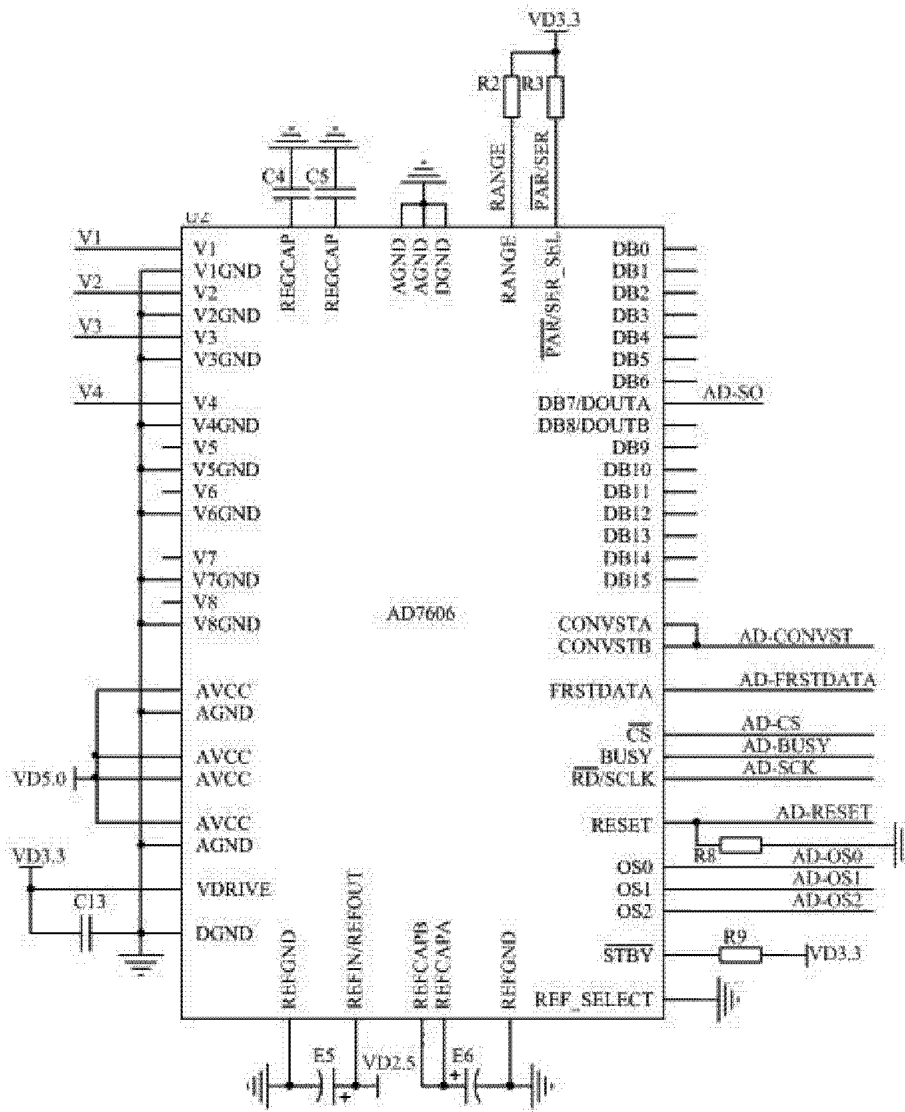 VD3.3
R2 R3
RANGE
PAR/SER
C4 C5
U2
V1
V2
V3
V4
V1
V1GND
V2
V2GND
V3
V3GND
V4
V4GND
V5
V5GND
V6
V6GND
V7
V7GND
V8
V8GND
AVCC
AGND
AVCC
AVCC
AVCC
AGND
VDRIVE
DGND
VD5.0
VD3.3
C13
REGCAP
REGCAP
AGND
AGND
DGND
RANGE
PAR/SER_SEL
AD7606
DB0
DB1
DB2
DB3
DB4
DB5
DB6
DB7/DOUTA
DB8/DOUTB
DB9
DB10
DB11
DB12
DB13
DB14
DB15
CONVSTA
CONVSTB
FRSTDATA
CS
BUSY
RD/SCLK
RESET
OS0
OS1
OS2
STBY
REF_SELECT
AD-SO
AD-CONVST
AD-FRSTDATA
AD-CS
AD-BUSY
AD-SCK
AD-RESET
R8
AD-OS0
AD-OS1
AD-OS2
R9
VD3.3
REFGND
REFIN/REFOUT
REFCAPB
REFCAPA
REFGND
E5
+
VD2.5
E6
+